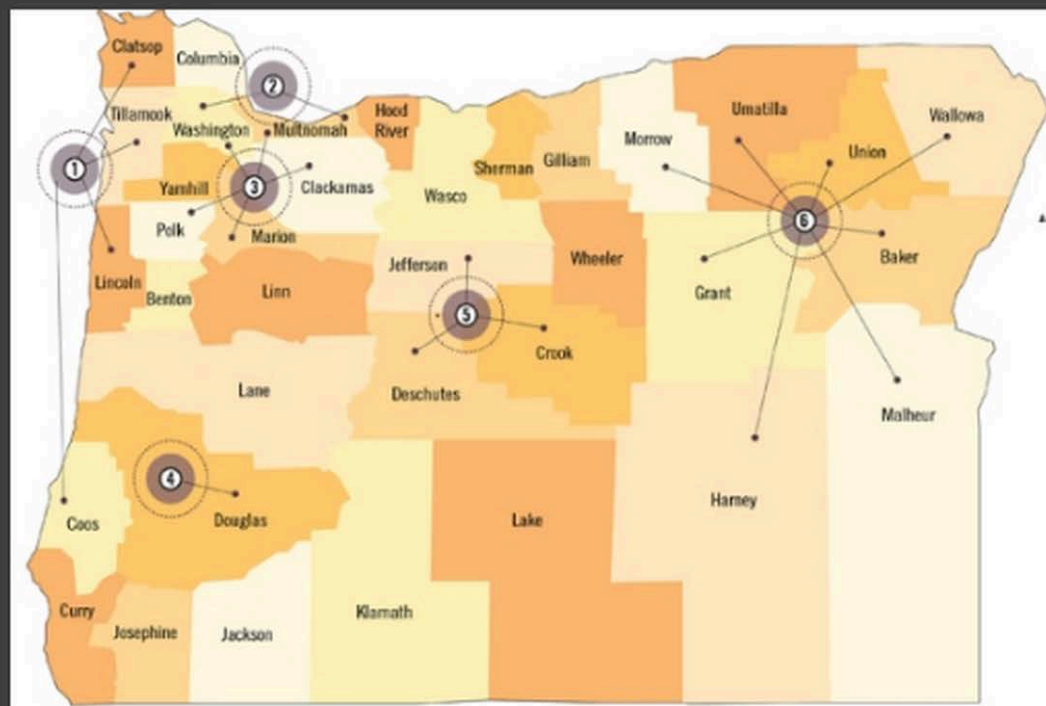 Clatsop
Columbia
2
Tillamook
Washington
Multnomah
Hood
River
1
3
Yamhill
Clackamas
Polk
Marion
Wasco
Sherman
Gilliam
Morrow
Umatilla
Union
Wallowa
6
Lincoln
Benton
Linn
Jefferson
Wheeler
Grant
Baker
5
Crook
Lane
Deschutes
Malheur
4
Coos
Douglas
Lake
Harney
Curry
Josephine
Jackson
Klamath